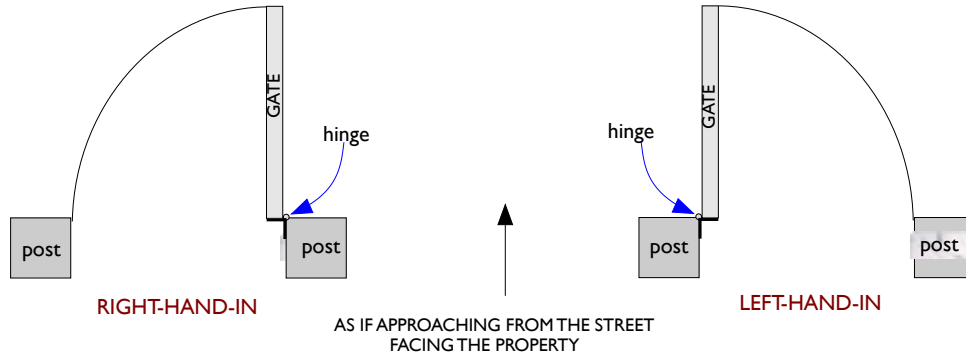 GATE
GATE
hinge
hinge
post
post
post
post
RIGHT-HAND-IN
LEFT-HAND-IN
AS IF APPROACHING FROM THE STREET
FACING THE PROPERTY